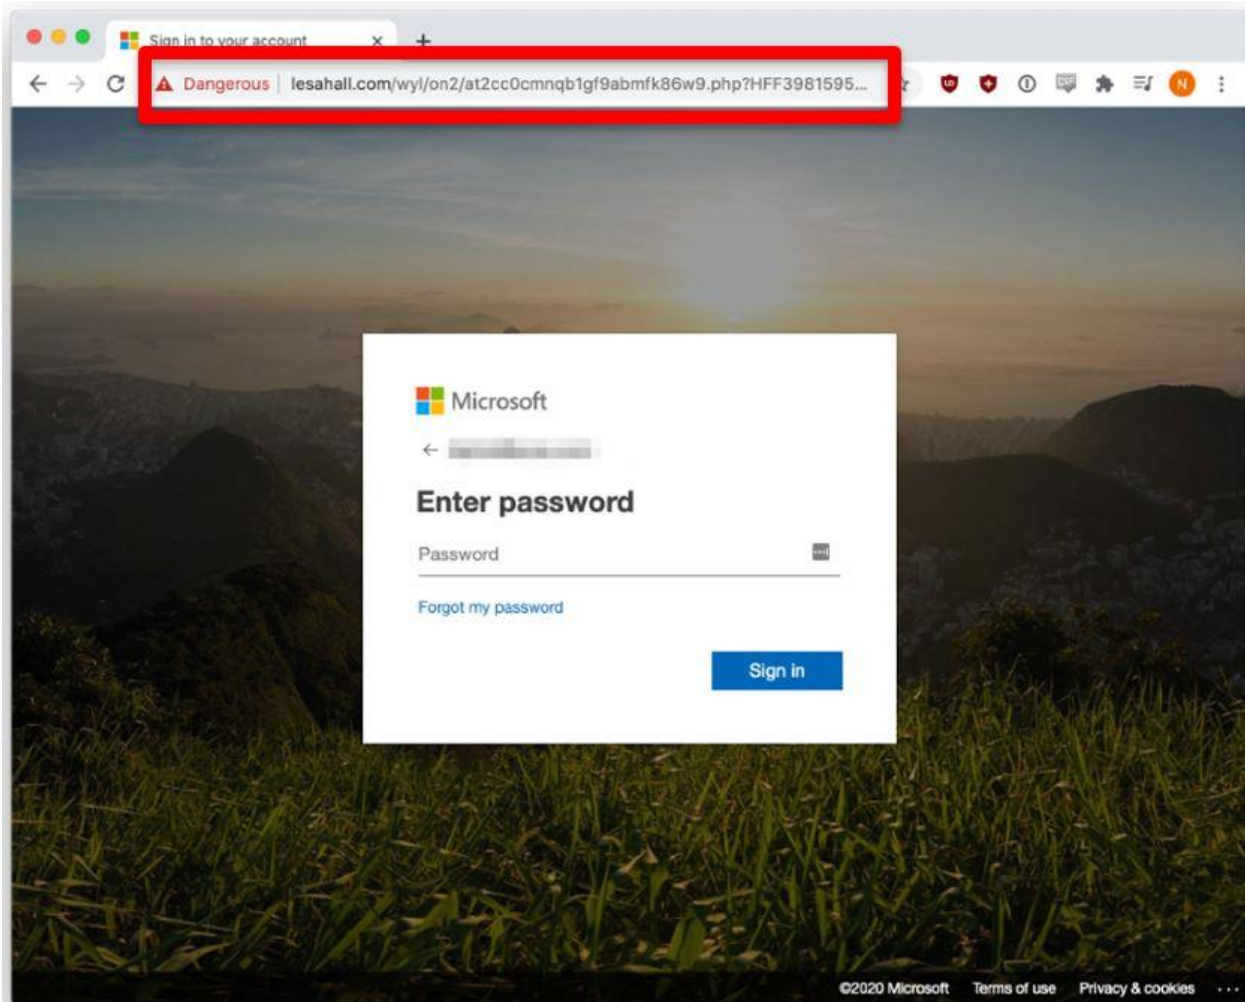 Sign in to your account
Dangerous | lesahall.com/wyl/on2/at2cc0cmnqb1gf9abmfk86w9.php?HFF3981595...
N
Microsoft
Enter password
Password
Forgot my password
Sign in
©2020 Microsoft Terms of use Privacy & cookies ...